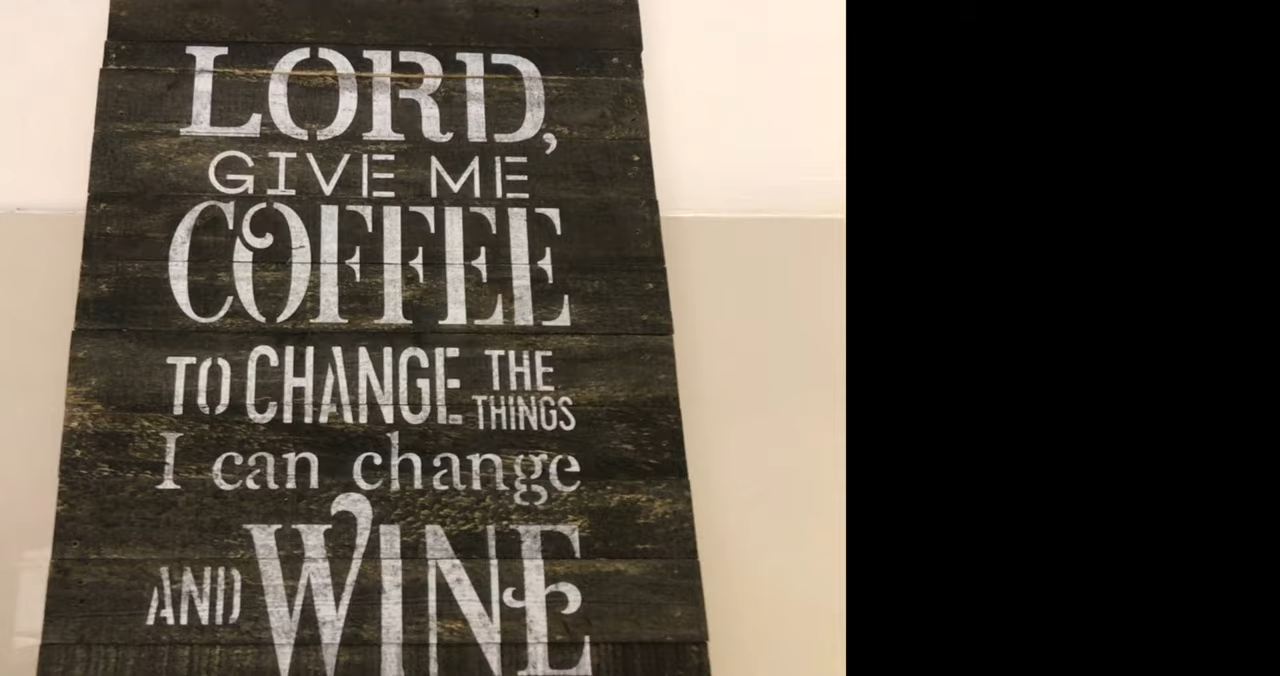 LORD,
GIVE ME
COFFEE
TO CHANGE THE
THINGS
I can change
AND WINE